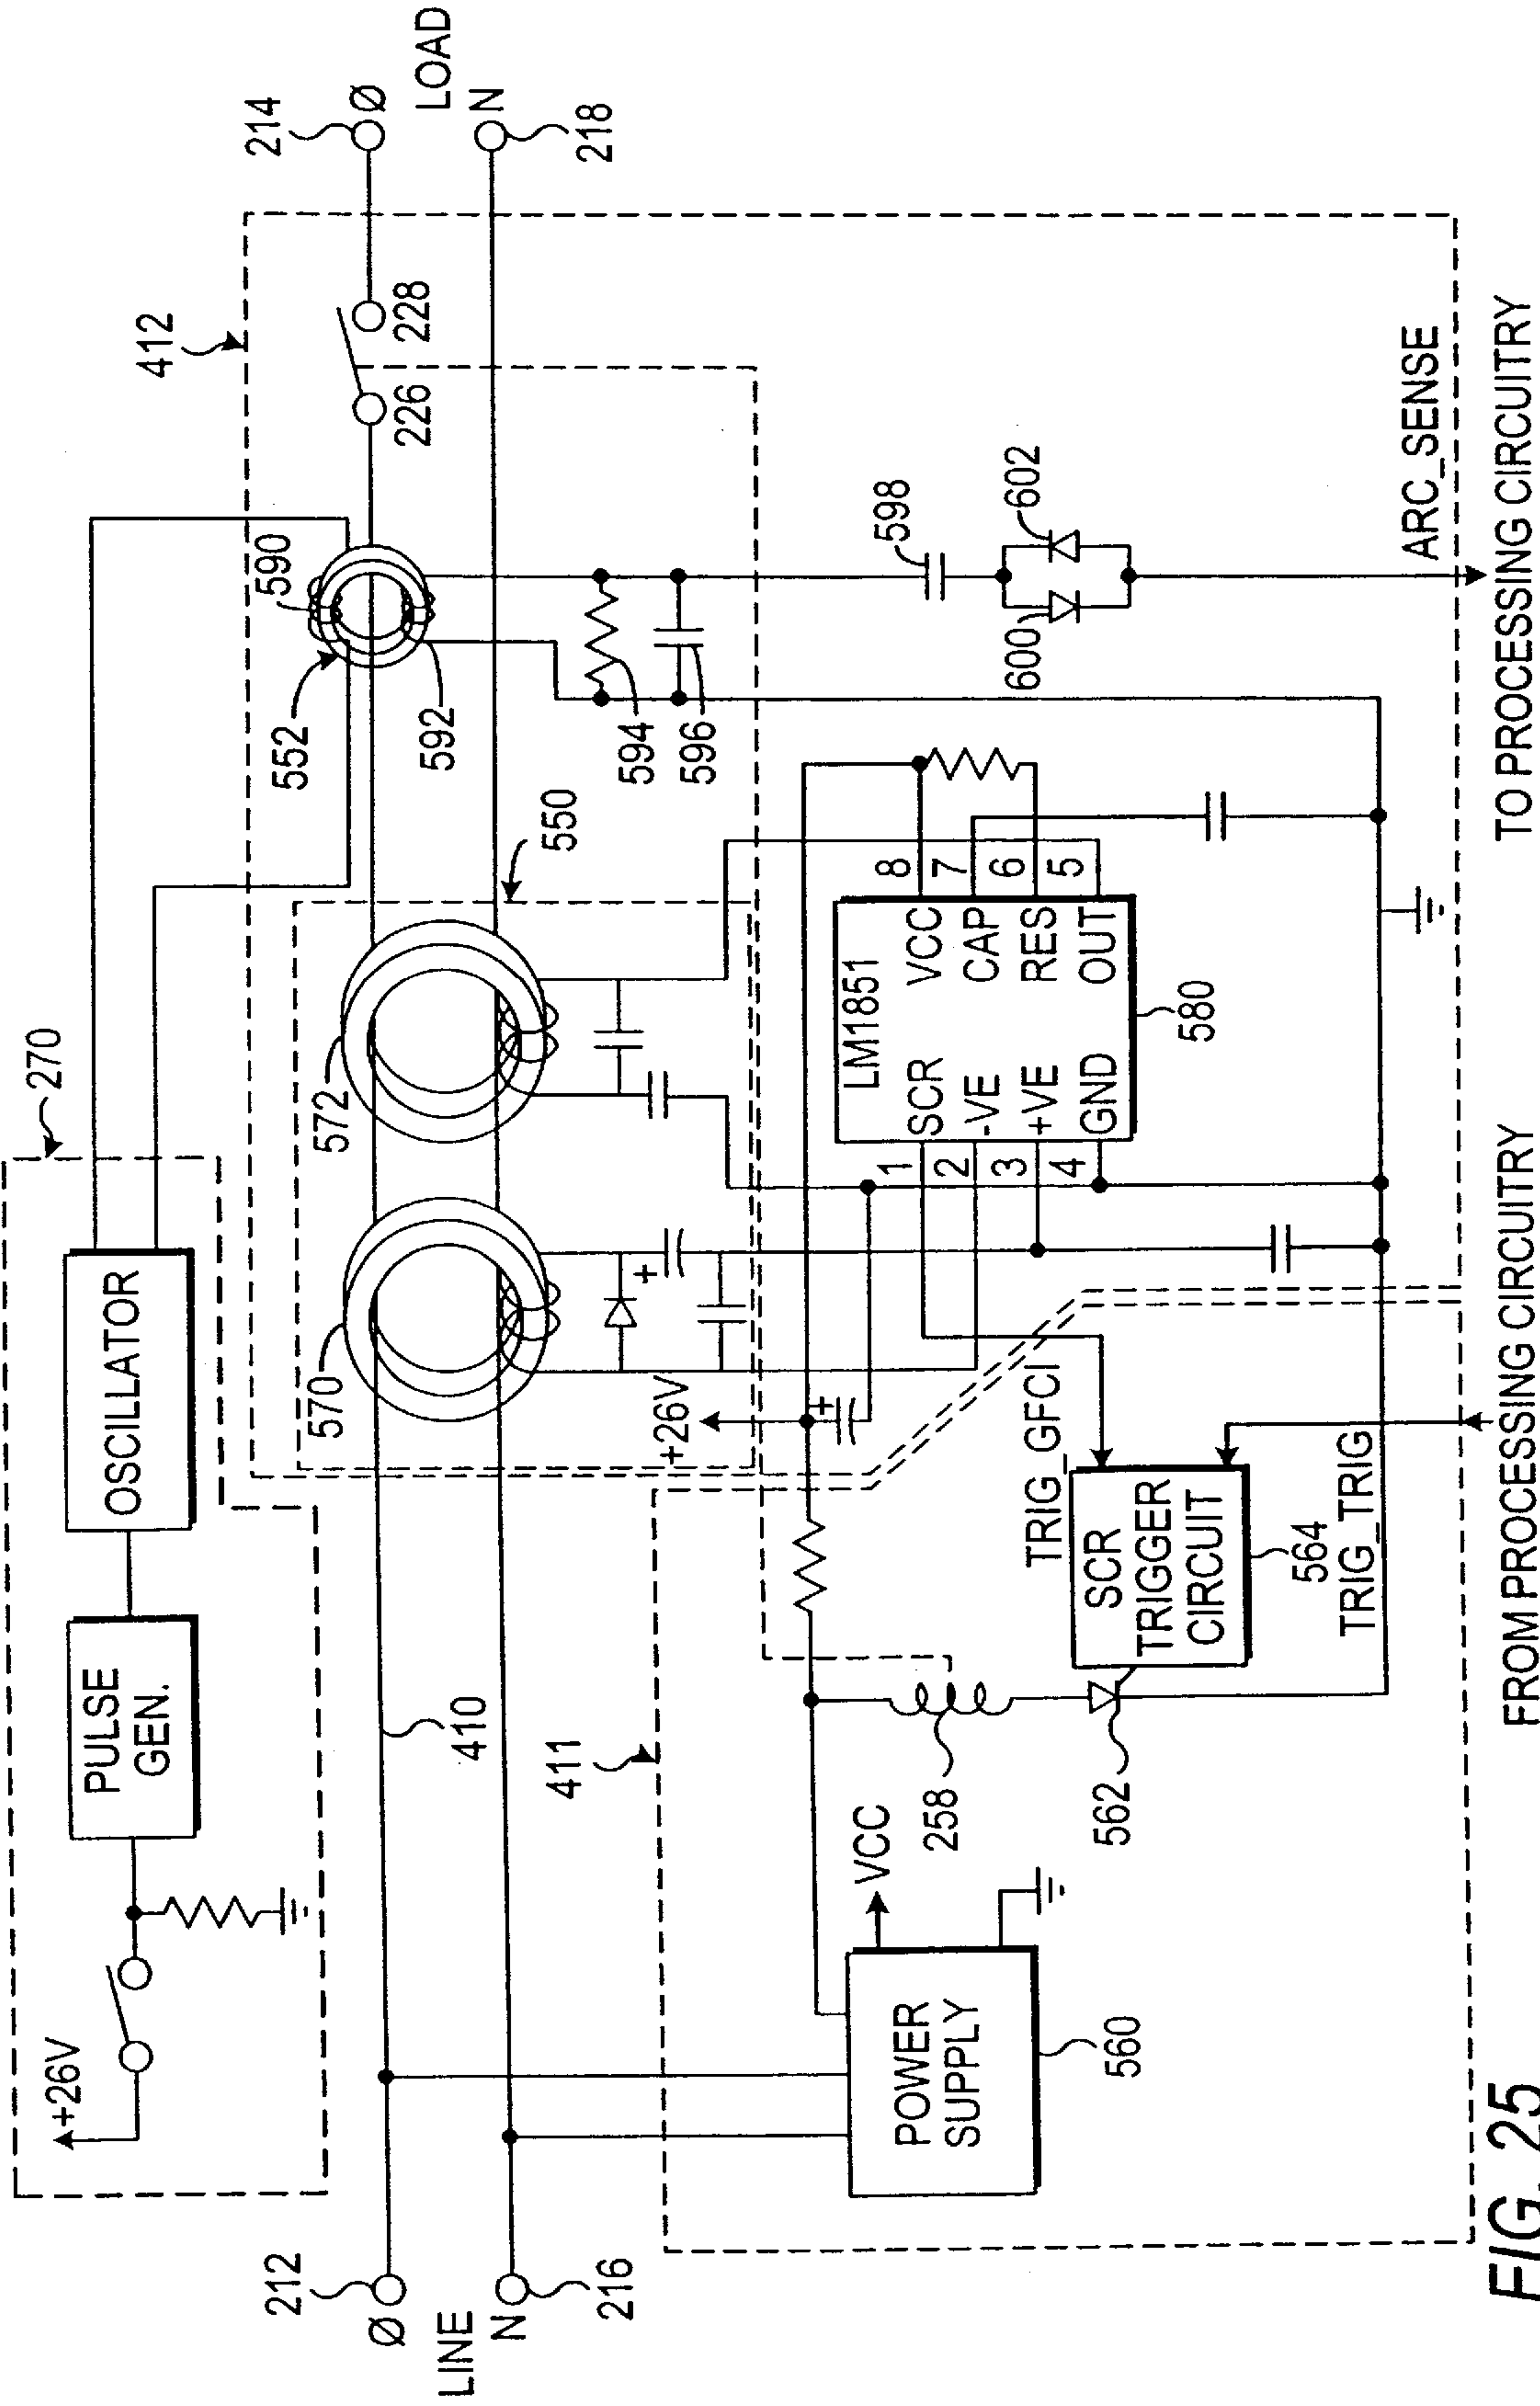 270
+26V
PULSE
GEN.
OSCILLATOR
412
212
Ø
LINE
N
216
410
570
572
550
552
590
592
226
228
214
Ø
LOAD
N
218
594
596
411
+26V
+
+
LM1851
SCR
-VE
+VE
GND
VCC
CAP
RES
OUT
1
2
3
4
8
7
6
5
580
598
600
602
ARC_SENSE
TO PROCESSING CIRCUITRY
POWER
SUPPLY
560
VCC
258
562
TRIG_GFCI
SCR
TRIGGER
CIRCUIT
564
TRIG_TRIG
FROM PROCESSING CIRCUITRY
FIG. 25